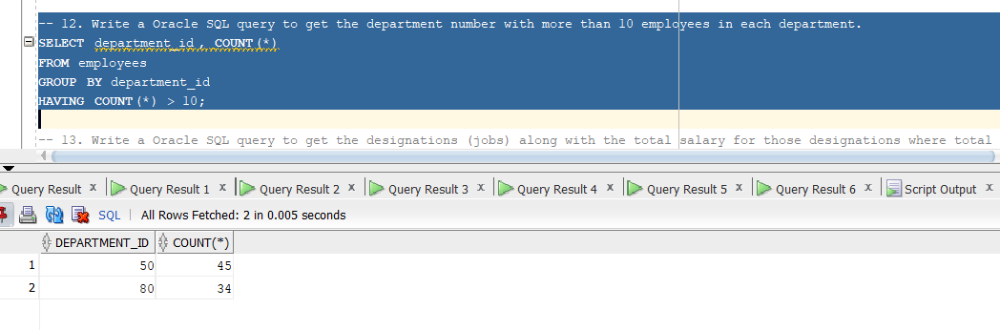 -- 12. Write a Oracle SQL query to get the department number with more than 10 employees in each department.
SELECT department_id , COUNT(*)
FROM employees
GROUP BY department_id
HAVING COUNT(*) > 10;
-- 13. Write a Oracle SQL query to get the designations (jobs) along with the total salary for those designations where total
Query Result x Query Result 1 x Query Result 2 x Query Result 3 x Query Result 4 x Query Result 5 x Query Result 6 x Script Output x
SQL | All Rows Fetched: 2 in 0.005 seconds
DEPARTMENT_ID COUNT(*)
1 50 45
2 80 34